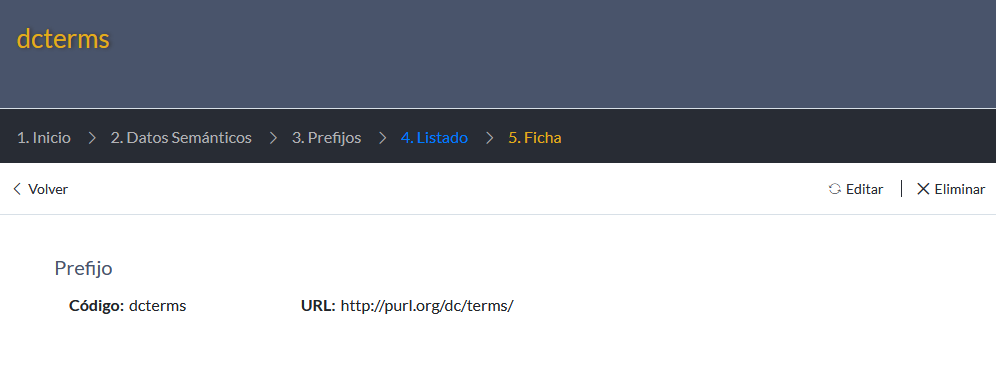 dcterms
1. Inicio 2. Datos Semánticos 3. Prefijos 4. Listado 5. Ficha
Volver Editar Eliminar
Prefijo
Código: dcterms URL: http://purl.org/dc/terms/